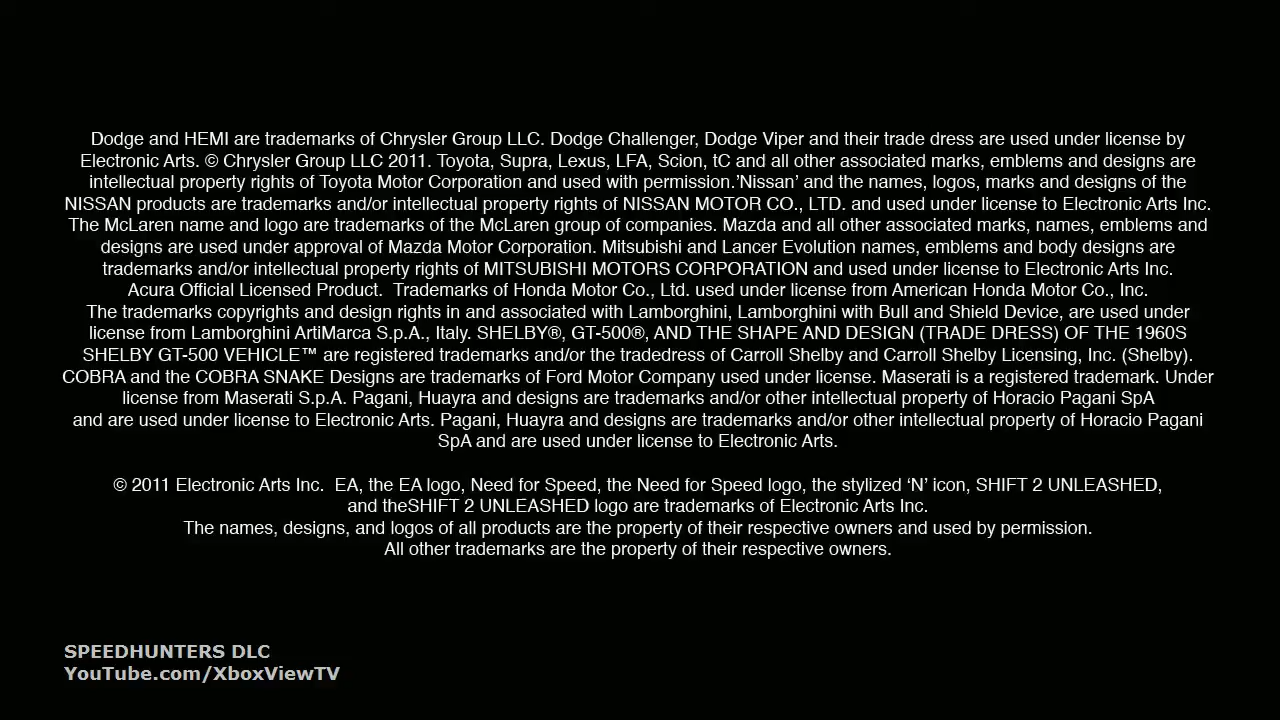 Dodge and HEMI are trademarks of Chrysler Group LLC. Dodge Challenger, Dodge Viper and their trade dress are used under license by
Electronic Arts. © Chrysler Group LLC 2011. Toyota, Supra, Lexus, LFA, Scion, tC and all other associated marks, emblems and designs are
intellectual property rights of Toyota Motor Corporation and used with permission.’Nissan’ and the names, logos, marks and designs of the
NISSAN products are trademarks and/or intellectual property rights of NISSAN MOTOR CO., LTD. and used under license to Electronic Arts Inc.
The McLaren name and logo are trademarks of the McLaren group of companies. Mazda and all other associated marks, names, emblems and
designs are used under approval of Mazda Motor Corporation. Mitsubishi and Lancer Evolution names, emblems and body designs are
trademarks and/or intellectual property rights of MITSUBISHI MOTORS CORPORATION and used under license to Electronic Arts Inc.
Acura Official Licensed Product.  Trademarks of Honda Motor Co., Ltd. used under license from American Honda Motor Co., Inc.
The trademarks copyrights and design rights in and associated with Lamborghini, Lamborghini with Bull and Shield Device, are used under
license from Lamborghini ArtiMarca S.p.A., Italy. SHELBY®, GT-500®, AND THE SHAPE AND DESIGN (TRADE DRESS) OF THE 1960S
SHELBY GT-500 VEHICLE™ are registered trademarks and/or the tradedress of Carroll Shelby and Carroll Shelby Licensing, Inc. (Shelby).
COBRA and the COBRA SNAKE Designs are trademarks of Ford Motor Company used under license. Maserati is a registered trademark. Under
license from Maserati S.p.A. Pagani, Huayra and designs are trademarks and/or other intellectual property of Horacio Pagani SpA
and are used under license to Electronic Arts. Pagani, Huayra and designs are trademarks and/or other intellectual property of Horacio Pagani
SpA and are used under license to Electronic Arts.
© 2011 Electronic Arts Inc.  EA, the EA logo, Need for Speed, the Need for Speed logo, the stylized ‘N’ icon, SHIFT 2 UNLEASHED,
and theSHIFT 2 UNLEASHED logo are trademarks of Electronic Arts Inc.
The names, designs, and logos of all products are the property of their respective owners and used by permission.
All other trademarks are the property of their respective owners.
SPEEDHUNTERS DLC
YouTube.com/XboxViewTV